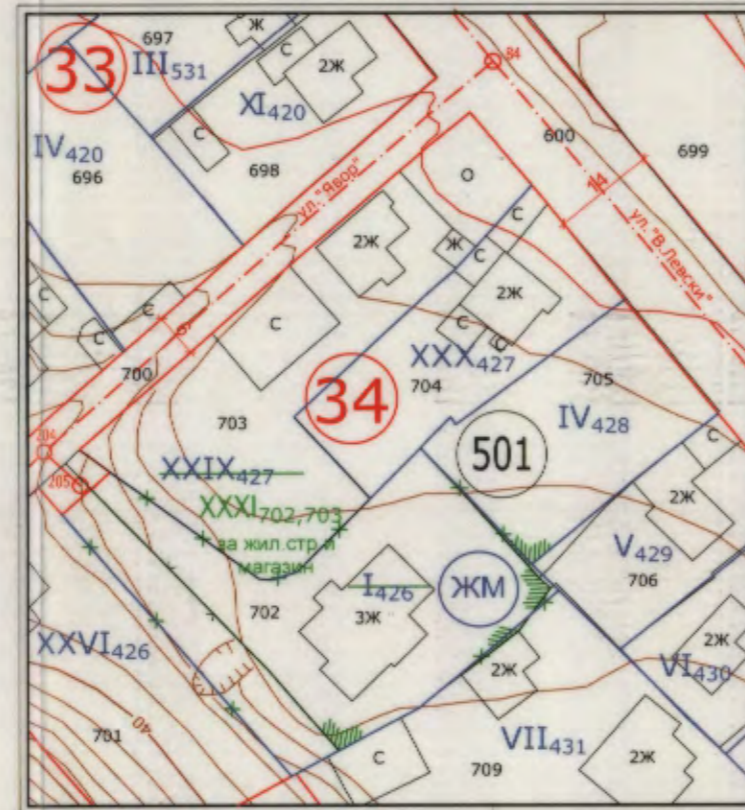 697
Ж
33
III531
С
2Ж
84
XI420
IV420
С
600
699
696
698
О
14
ул. "Явор"
С
ул. "В.Левски"
2Ж
Ж
С
2Ж
С
С
С
С
6
С
С
XXX427
700
34
704
705
703
IV428
С
204
501
XXIX427
205
2Ж
XXXI702,703
за жил.стр и
магазин
V429
I426
ЖМ
706
702
3Ж
2Ж
XXVI426
2Ж
VI430
40
701
VII431
С
2Ж
709